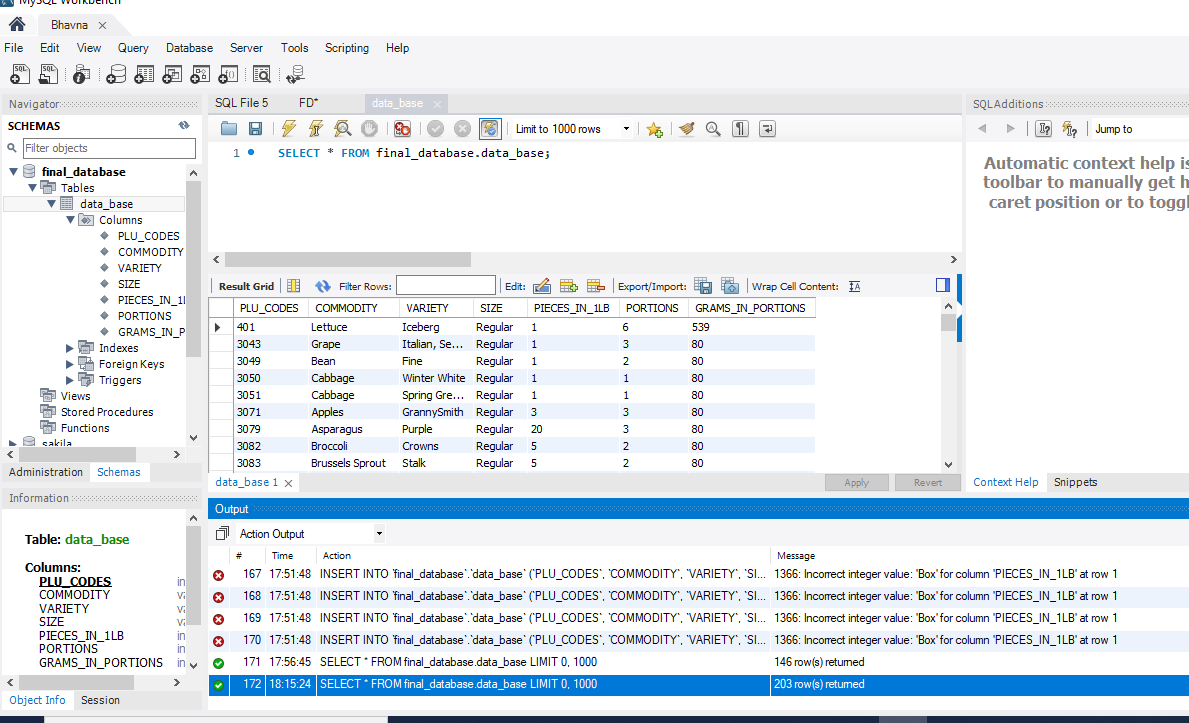 MySQL Workbench
Bhavna
File Edit View Query Database Server Tools Scripting Help
Navigator
SCHEMAS
Filter objects
final_database
Tables
data_base
Columns
PLU_CODES
COMMODITY
VARIETY
SIZE
PIECES_IN_1L
PORTIONS
GRAMS_IN_P
Indexes
Foreign Keys
Triggers
Views
Stored Procedures
Functions
sakila
Administration Schemas
Information
Table: data_base
Columns:
PLU_CODES in
COMMODITY va
VARIETY va
SIZE va
PIECES_IN_1LB in
PORTIONS in
GRAMS_IN_PORTIONS in
Object Info Session
SQL File 5 FD* data_base
Limit to 1000 rows
1 SELECT * FROM final_database.data_base;
Result Grid Filter Rows: Edit: Export/Import: Wrap Cell Content:
PLU_CODES COMMODITY VARIETY SIZE PIECES_IN_1LB PORTIONS GRAMS_IN_PORTIONS
401 Lettuce Iceberg Regular 1 6 539
3043 Grape Italian, Se... Regular 1 3 80
3049 Bean Fine Regular 1 2 80
3050 Cabbage Winter White Regular 1 1 80
3051 Cabbage Spring Gre... Regular 1 1 80
3071 Apples GrannySmith Regular 3 3 80
3079 Asparagus Purple Regular 20 3 80
3082 Broccoli Crowns Regular 5 2 80
3083 Brussels Sprout Stalk Regular 5 2 80
data_base 1 Apply Revert
SQLAdditions
Jump to
Automatic context help is
toolbar to manually get h
caret position or to toggl
Context Help Snippets
Output
Action Output
# Time Action Message
167 17:51:48 INSERT INTO `final_database`.`data_base` (`PLU_CODES`, `COMMODITY`, `VARIETY`, `SI... 1366: Incorrect integer value: 'Box' for column 'PIECES_IN_1LB' at row 1
168 17:51:48 INSERT INTO `final_database`.`data_base` (`PLU_CODES`, `COMMODITY`, `VARIETY`, `SI... 1366: Incorrect integer value: 'Box' for column 'PIECES_IN_1LB' at row 1
169 17:51:48 INSERT INTO `final_database`.`data_base` (`PLU_CODES`, `COMMODITY`, `VARIETY`, `SI... 1366: Incorrect integer value: 'Box' for column 'PIECES_IN_1LB' at row 1
170 17:51:48 INSERT INTO `final_database`.`data_base` (`PLU_CODES`, `COMMODITY`, `VARIETY`, `SI... 1366: Incorrect integer value: 'Box' for column 'PIECES_IN_1LB' at row 1
171 17:56:45 SELECT * FROM final_database.data_base LIMIT 0, 1000 146 row(s) returned
172 18:15:24 SELECT * FROM final_database.data_base LIMIT 0, 1000 203 row(s) returned